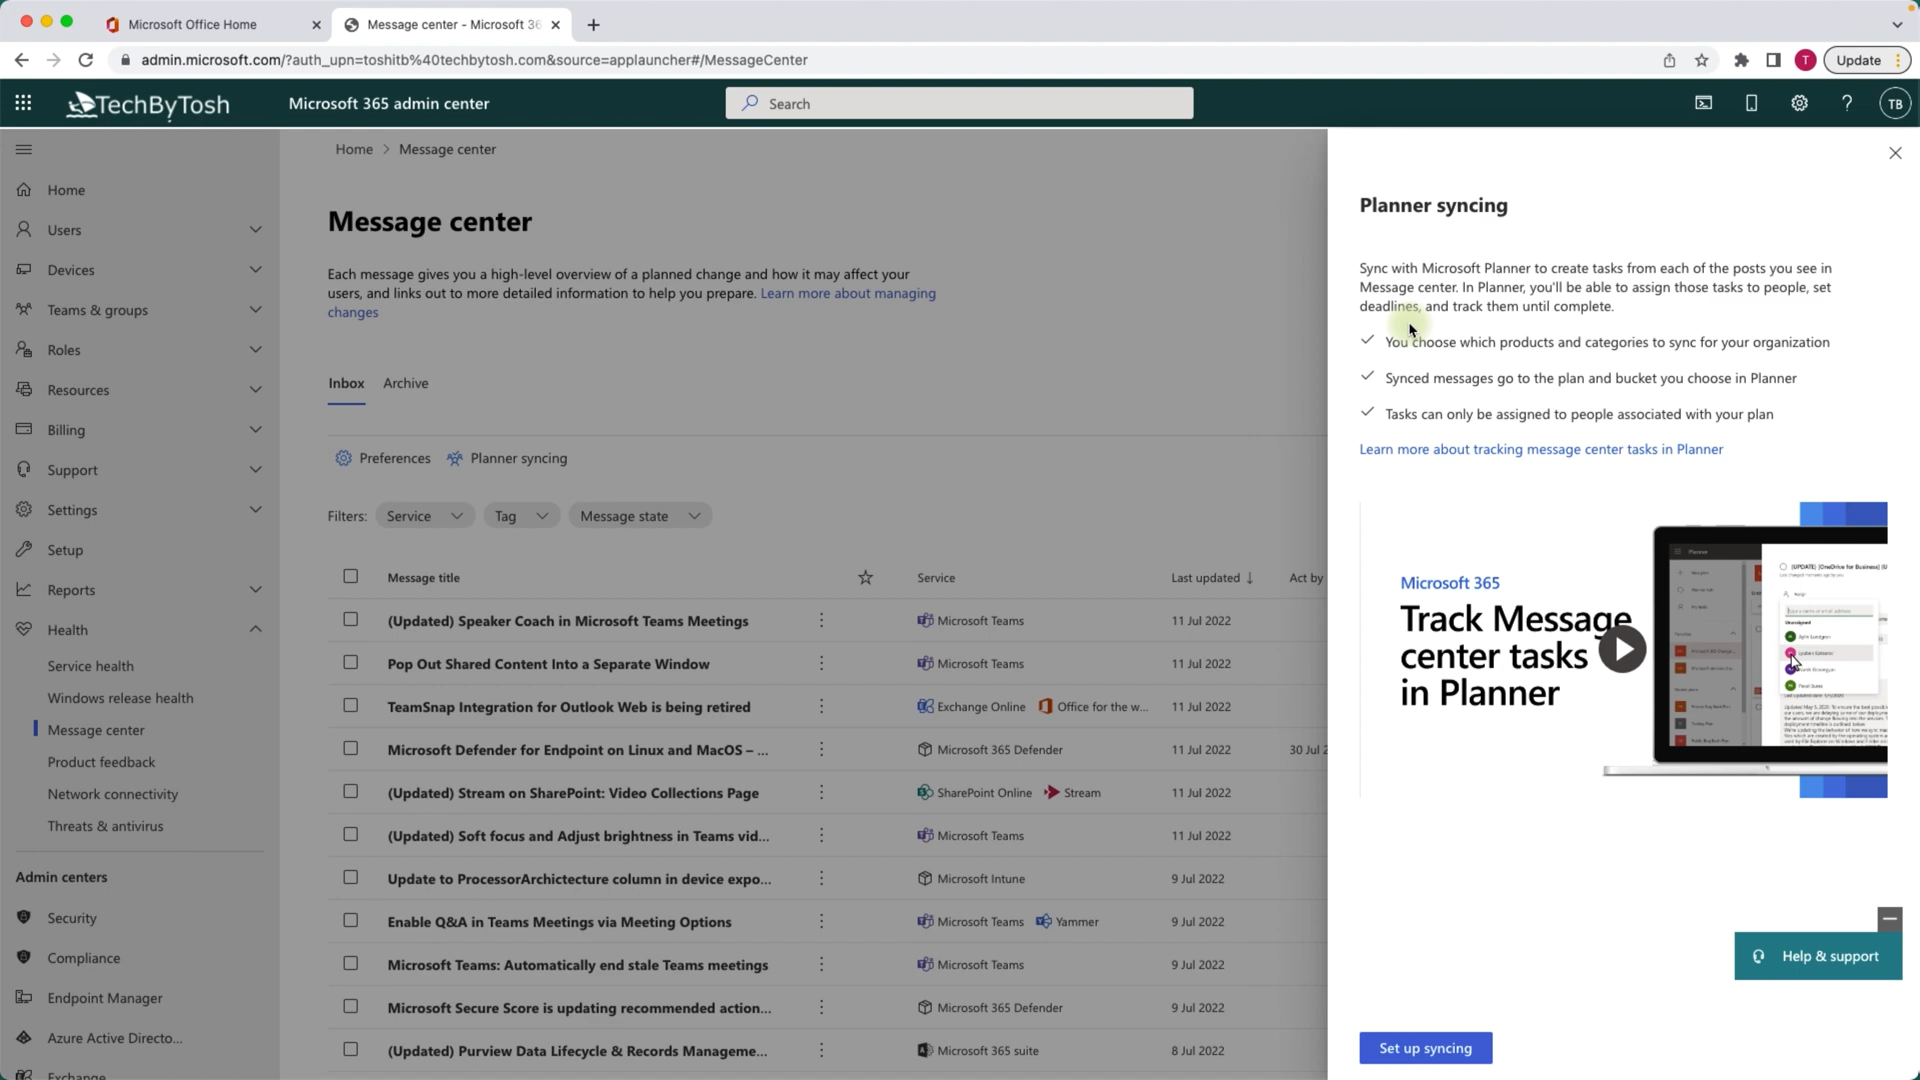 Microsoft Office Home
Message center - Microsoft 36
admin.microsoft.com/?auth_upn=toshitb%40techbytosh.com&source=applauncher#/MessageCenter
T
Update
TechByTosh
Microsoft 365 admin center
Search
TB
Home
Users
Devices
Teams & groups
Roles
Resources
Billing
Support
Settings
Setup
Reports
Health
Service health
Windows release health
Message center
Product feedback
Network connectivity
Threats & antivirus
Admin centers
Security
Compliance
Endpoint Manager
Azure Active Directo...
Exchange
Home > Message center
Message center
Each message gives you a high-level overview of a planned change and how it may affect your
users, and links out to more detailed information to help you prepare. Learn more about managing
changes
Inbox Archive
Preferences Planner syncing
Filters: Service Tag Message state
Message title Service Last updated ↓ Act by
(Updated) Speaker Coach in Microsoft Teams Meetings Microsoft Teams 11 Jul 2022
Pop Out Shared Content Into a Separate Window Microsoft Teams 11 Jul 2022
TeamSnap Integration for Outlook Web is being retired Exchange Online Office for the w... 11 Jul 2022
Microsoft Defender for Endpoint on Linux and MacOS – ... Microsoft 365 Defender 11 Jul 2022 30 Jul 2
(Updated) Stream on SharePoint: Video Collections Page SharePoint Online Stream 11 Jul 2022
(Updated) Soft focus and Adjust brightness in Teams vid... Microsoft Teams 11 Jul 2022
Update to ProcessorArchictecture column in device expo... Microsoft Intune 9 Jul 2022
Enable Q&A in Teams Meetings via Meeting Options Microsoft Teams Yammer 9 Jul 2022
Microsoft Teams: Automatically end stale Teams meetings Microsoft Teams 9 Jul 2022
Microsoft Secure Score is updating recommended action... Microsoft 365 Defender 9 Jul 2022
(Updated) Purview Data Lifecycle & Records Manageme... Microsoft 365 suite 8 Jul 2022
Planner syncing
Sync with Microsoft Planner to create tasks from each of the posts you see in
Message center. In Planner, you'll be able to assign those tasks to people, set
deadlines, and track them until complete.
You choose which products and categories to sync for your organization
Synced messages go to the plan and bucket you choose in Planner
Tasks can only be assigned to people associated with your plan
Learn more about tracking message center tasks in Planner
Microsoft 365
Track Message
center tasks
in Planner
Planner
(UPDATE) (OneDrive for Business) (U
Help & support
Set up syncing